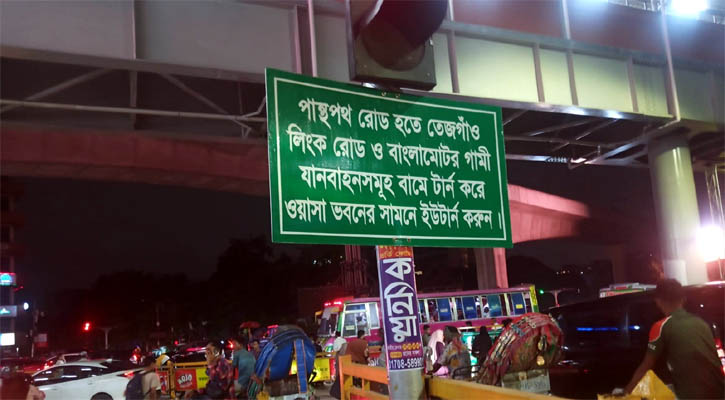 পান্থপথ রোড হতে তেজগাঁও
লিংক রোড ও বাংলামোটর গামী
যানবাহনসমূহ বামে টার্ন করে
ওয়াসা ভবনের সামনে ইউটার্ন করুন।